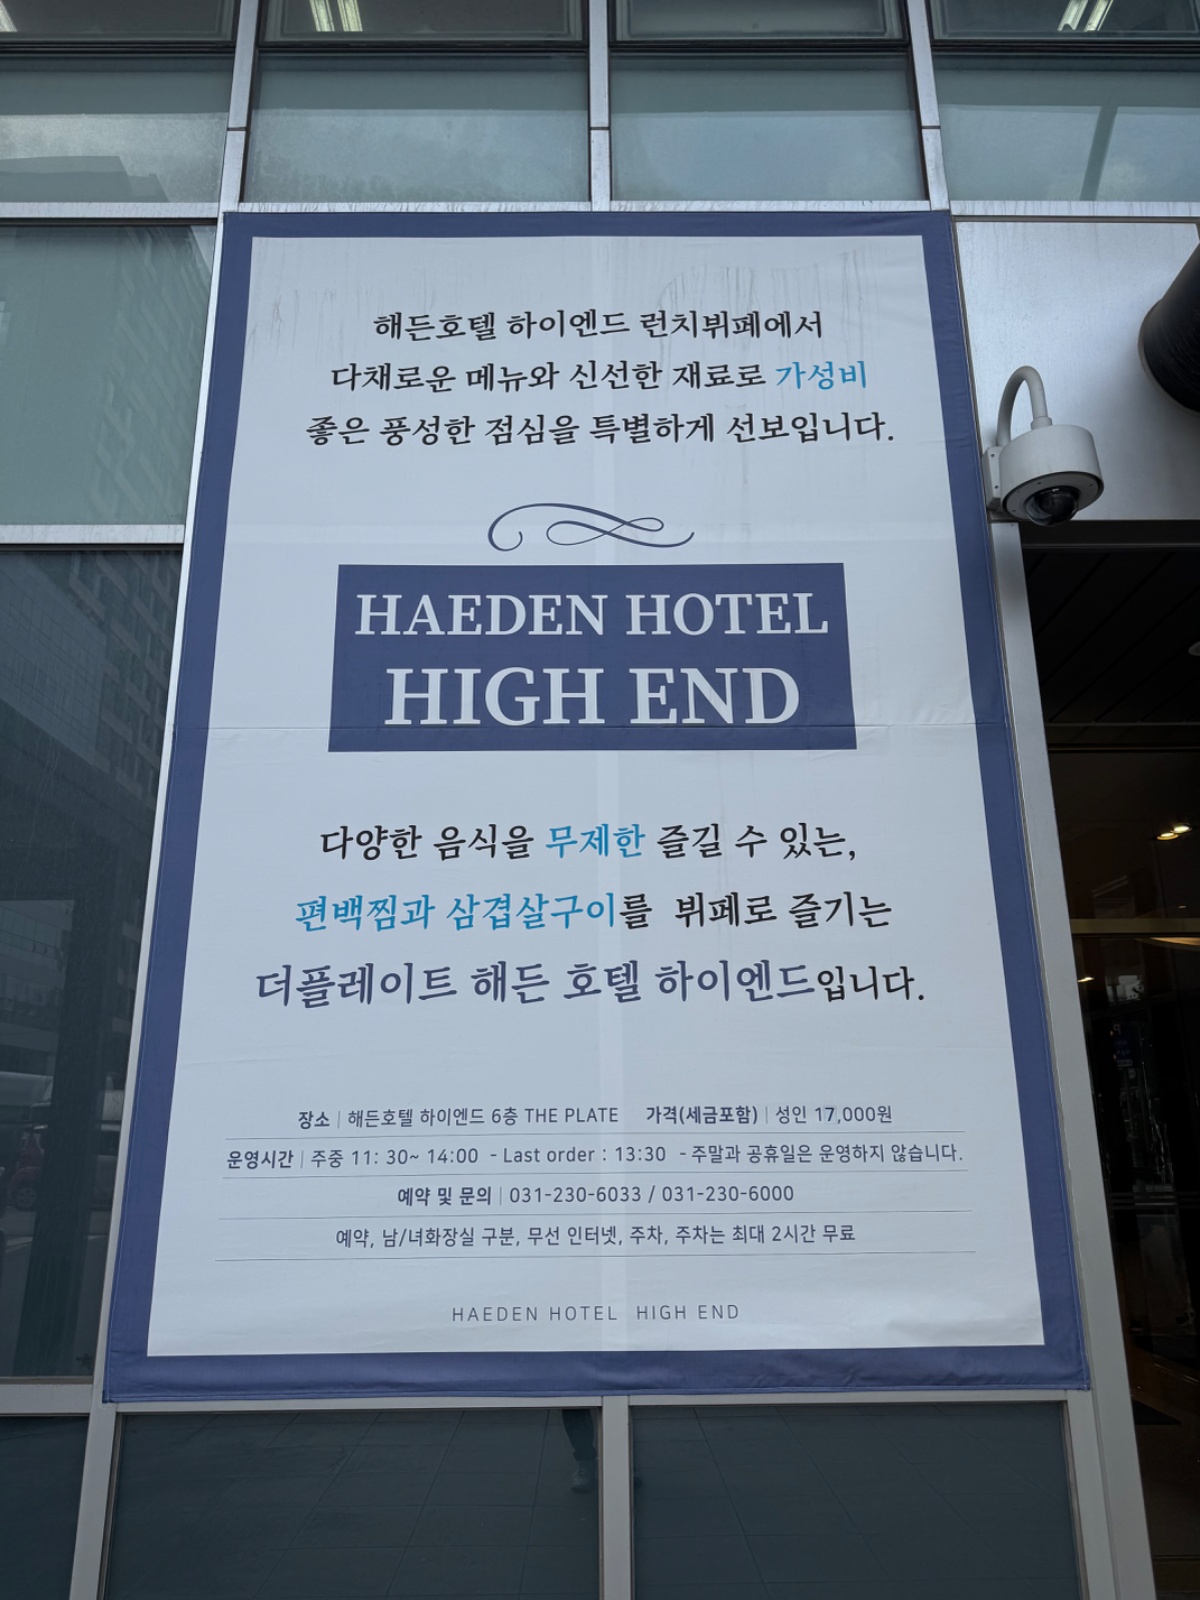 해든호텔 하이엔드 런치뷔페에서
다채로운 메뉴와 신선한 재료로 가성비
좋은 풍성한 점심을 특별하게 선보입니다.
HAEDEN HOTEL
HIGH END
다양한 음식을 무제한 즐길 수 있는,
편백찜과 삼겹살구이를 뷔페로 즐기는
더플레이트 해든 호텔 하이엔드입니다.
장소 | 해든호텔 하이엔드 6층 THE PLATE 가격(세금포함) | 성인 17,000원
운영시간 | 주중 11: 30~ 14:00 - Last order : 13:30 - 주말과 공휴일은 운영하지 않습니다.
예약 및 문의 | 031-230-6033 / 031-230-6000
예약, 남/녀화장실 구분, 무선 인터넷, 주차, 주차는 최대 2시간 무료
HAEDEN HOTEL HIGH END